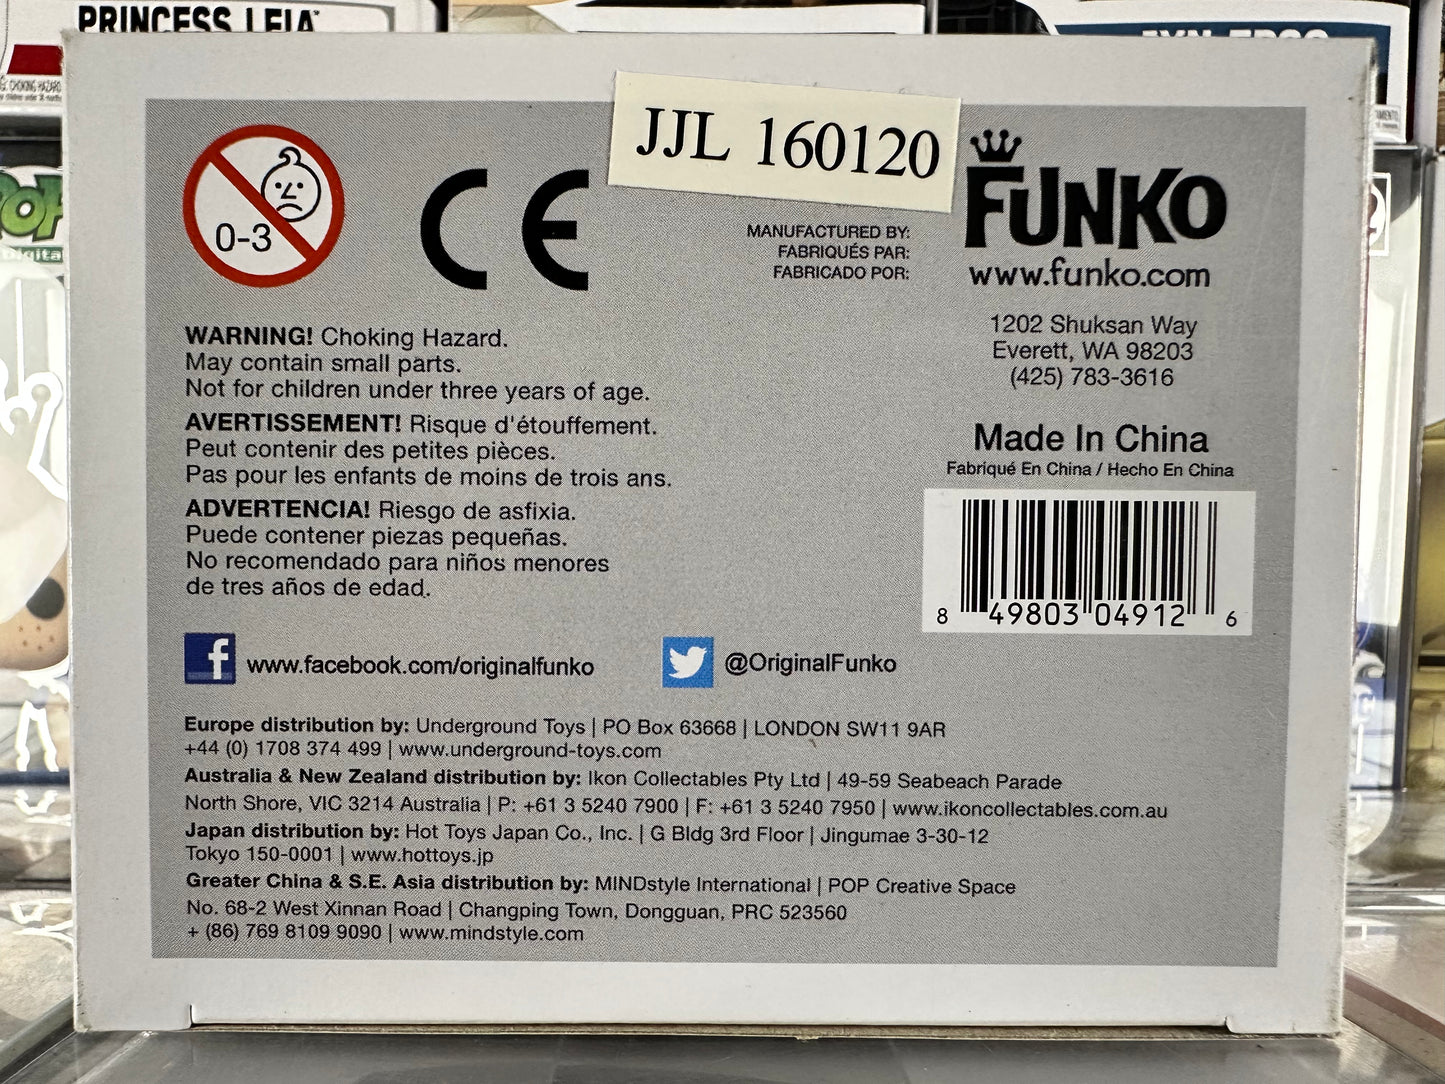 PRINCESS LEIA
JYN ERSO
POP
Digital
JJL 160120
0-3
CE
MANUFACTURED BY:
FABRIQUÉS PAR:
FABRICADO POR:
FUNKO
www.funko.com
1202 Shuksan Way
Everett, WA 98203
(425) 783-3616
Made In China
Fabriqué En China / Hecho En China
8 49803 04912 6
WARNING! Choking Hazard.
May contain small parts.
Not for children under three years of age.
AVERTISSEMENT! Risque d'étouffement.
Peut contenir des petites pièces.
Pas pour les enfants de moins de trois ans.
ADVERTENCIA! Riesgo de asfixia.
Puede contener piezas pequeñas.
No recomendado para niños menores
de tres años de edad.
f www.facebook.com/originalfunko
@OriginalFunko
Europe distribution by: Underground Toys | PO Box 63668 | LONDON SW11 9AR
+44 (0) 1708 374 499 | www.underground-toys.com
Australia & New Zealand distribution by: Ikon Collectables Pty Ltd | 49-59 Seabeach Parade
North Shore, VIC 3214 Australia | P: +61 3 5240 7900 | F: +61 3 5240 7950 | www.ikoncollectables.com.au
Japan distribution by: Hot Toys Japan Co., Inc. | G Bldg 3rd Floor | Jingumae 3-30-12
Tokyo 150-0001 | www.hottoys.jp
Greater China & S.E. Asia distribution by: MINDstyle International | POP Creative Space
No. 68-2 West Xinnan Road | Changping Town, Dongguan, PRC 523560
+ (86) 769 8109 9090 | www.mindstyle.com